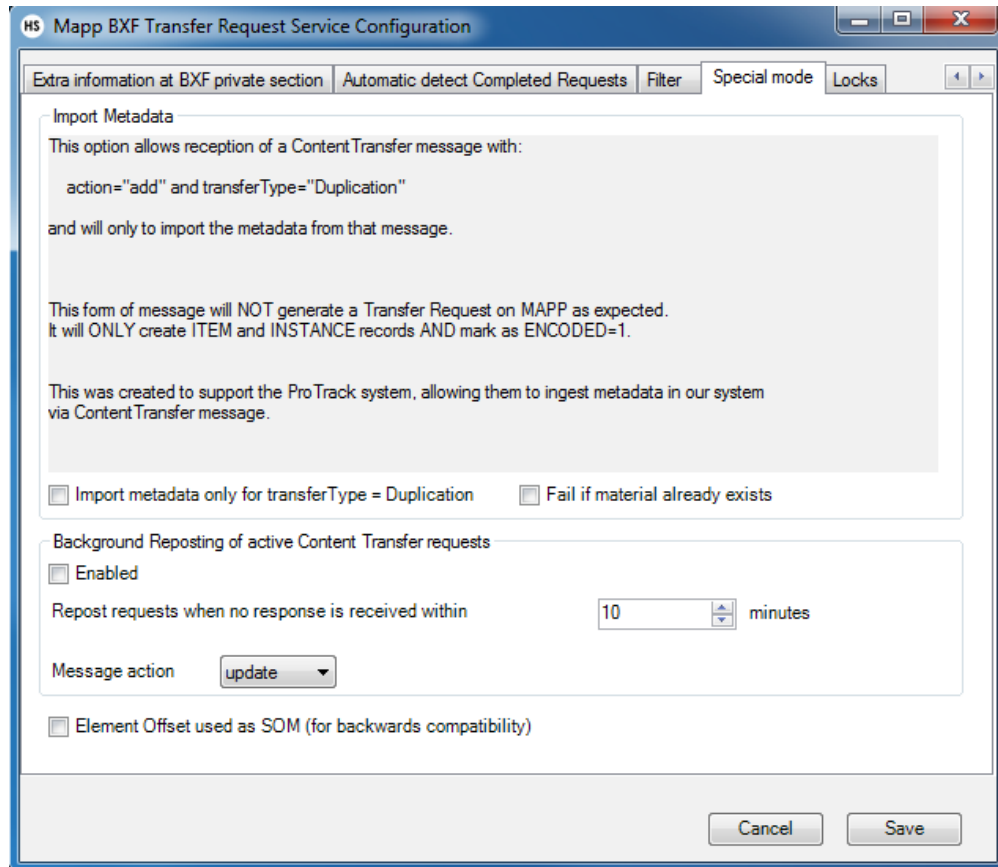 HS Mapp BXF Transfer Request Service Configuration
Extra information at BXF private section Automatic detect Completed Requests Filter Special mode Locks
Import Metadata
This option allows reception of a ContentTransfer message with:
action="add" and transferType="Duplication"
and will only to import the metadata from that message.
This form of message will NOT generate a Transfer Request on MAPP as expected.
It will ONLY create ITEM and INSTANCE records AND mark as ENCODED=1.
This was created to support the ProTrack system, allowing them to ingest metadata in our system
via ContentTransfer message.
Import metadata only for transferType = Duplication Fail if material already exists
Background Reposting of active Content Transfer requests
Enabled
Repost requests when no response is received within 10 minutes
Message action update
Element Offset used as SOM (for backwards compatibility)
Cancel Save